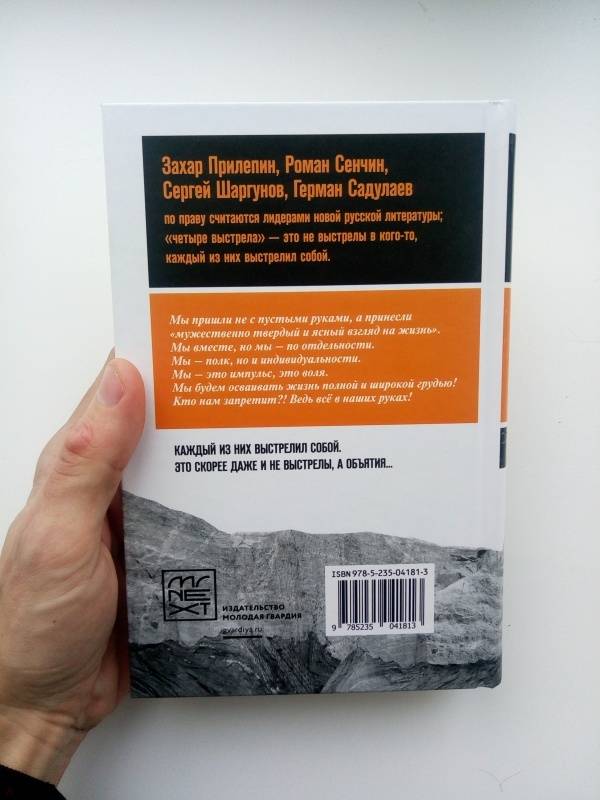 Захар Прилепин, Роман Сенчин,
Сергей Шаргунов, Герман Садулаев
по праву считаются лидерами новой русской литературы;
«четыре выстрела» — это не выстрелы в кого-то,
каждый из них выстрелил собой.
Мы пришли не с пустыми руками, а принесли
«мужественно твердый и ясный взгляд на жизнь».
Мы вместе, но мы — по отдельности.
Мы — полк, но и индивидуальности.
Мы — это импульс, это воля.
Мы будем осваивать жизнь полной и широкой грудью!
Кто нам запретит?! Ведь всё в наших руках!
КАЖДЫЙ ИЗ НИХ ВЫСТРЕЛИЛ СОБОЙ.
ЭТО СКОРЕЕ ДАЖЕ И НЕ ВЫСТРЕЛЫ, А ОБЪЯТИЯ...
ISBN 978-5-235-04181-3
9 785235 041813
МГ
NEXT
ИЗДАТЕЛЬСТВО
МОЛОДАЯ ГВАРДИЯ
gvardiya.ru